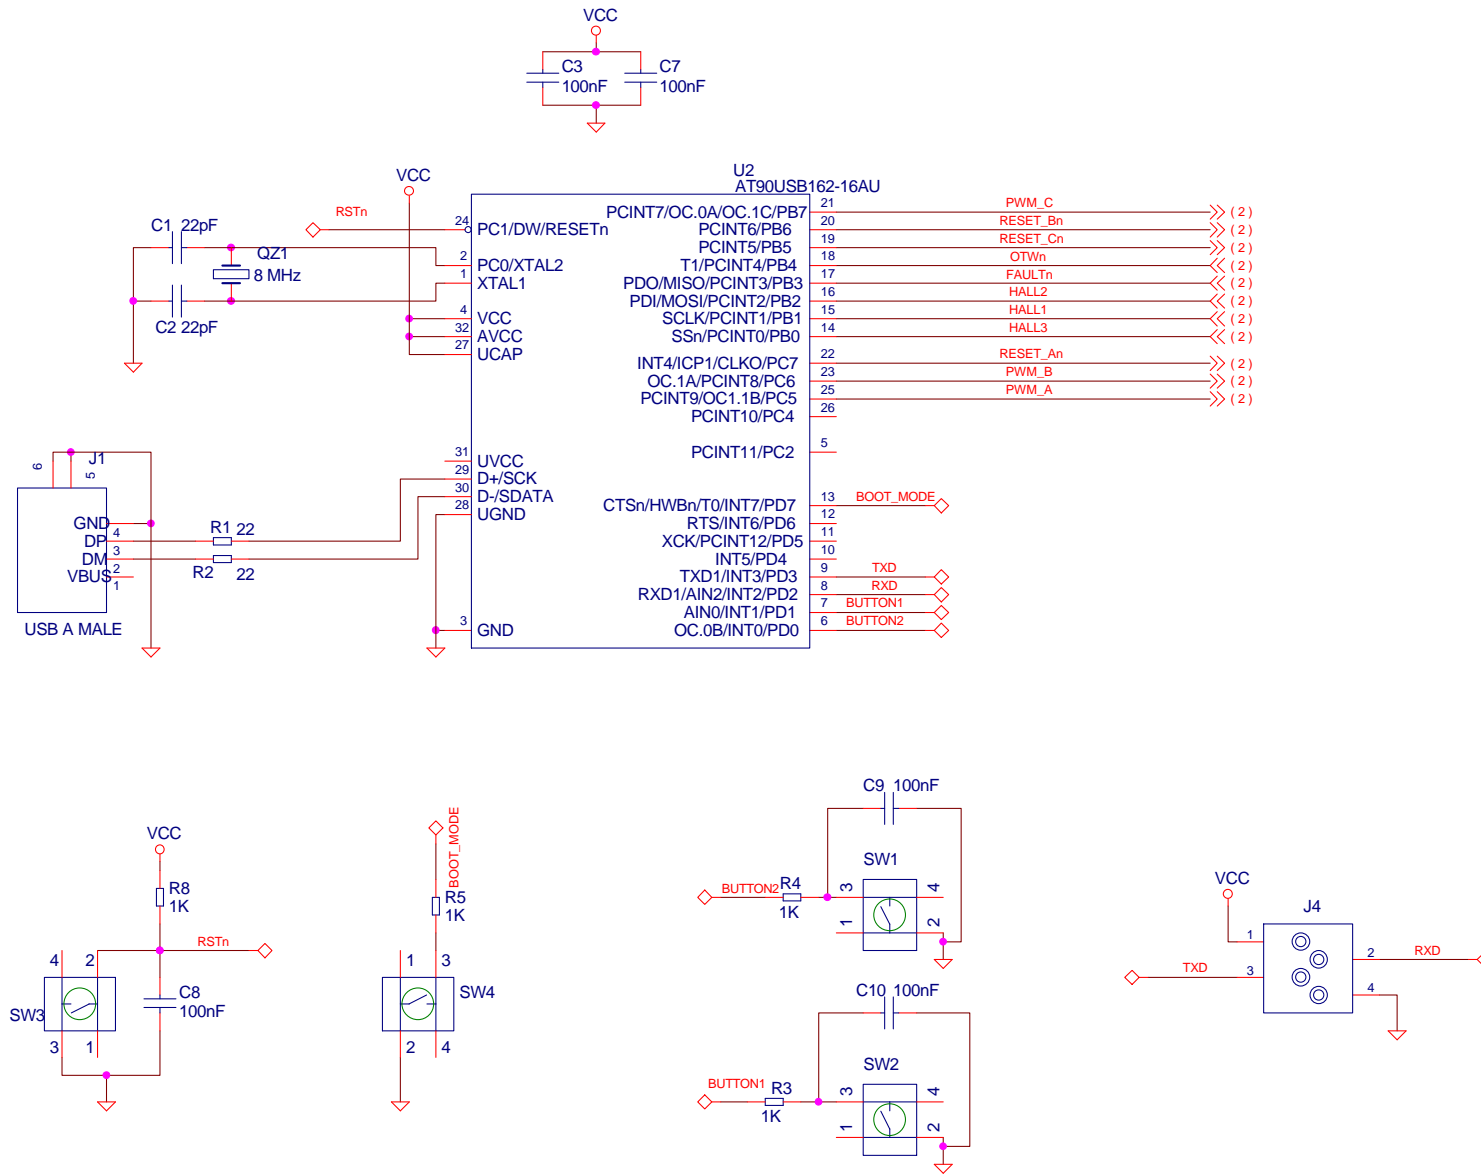 VCC
C3
100nF
C7
100nF
U2
AT90USB162-16AU
VCC
RSTn
C1 22pF
QZ1
8 MHz
C2 22pF
24 PC1/DW/RESETn
2 PC0/XTAL2
1 XTAL1
4 VCC
32 AVCC
27 UCAP
31 UVCC
29 D+/SCK
30 D-/SDATA
28 UGND
3 GND
PCINT7/OC.0A/OC.1C/PB7 21 PWM_C (2)
PCINT6/PB6 20 RESET_Bn (2)
PCINT5/PB5 19 RESET_Cn (2)
T1/PCINT4/PB4 18 OTWn (2)
PDO/MISO/PCINT3/PB3 17 FAULTn (2)
PDI/MOSI/PCINT2/PB2 16 HALL2 (2)
SCLK/PCINT1/PB1 15 HALL1 (2)
SSn/PCINT0/PB0 14 HALL3 (2)
INT4/ICP1/CLKO/PC7 22 RESET_An (2)
OC.1A/PCINT8/PC6 23 PWM_B (2)
PCINT9/OC1.1B/PC5 25 PWM_A (2)
PCINT10/PC4 26
PCINT11/PC2 5
CTSn/HWBn/T0/INT7/PD7 13 BOOT_MODE
RTS/INT6/PD6 12
XCK/PCINT12/PD5 11
INT5/PD4 10
TXD1/INT3/PD3 9 TXD
RXD1/AIN2/INT2/PD2 8 RXD
AIN0/INT1/PD1 7 BUTTON1
OC.0B/INT0/PD0 6 BUTTON2
6
5
J1
GND
4
DP
3
DM
2
VBUS
1
USB A MALE
R1 22
R2 22
VCC
R8
1K
RSTn
4 2
C8
100nF
SW3
3 1
BOOT_MODE
R5
1K
1 3
SW4
2 4
C9 100nF
SW1
BUTTON2 R4
1K
3 4
1 2
C10 100nF
SW2
BUTTON1 R3
1K
3 4
1 2
VCC
J4
1
2 RXD
TXD 3
4